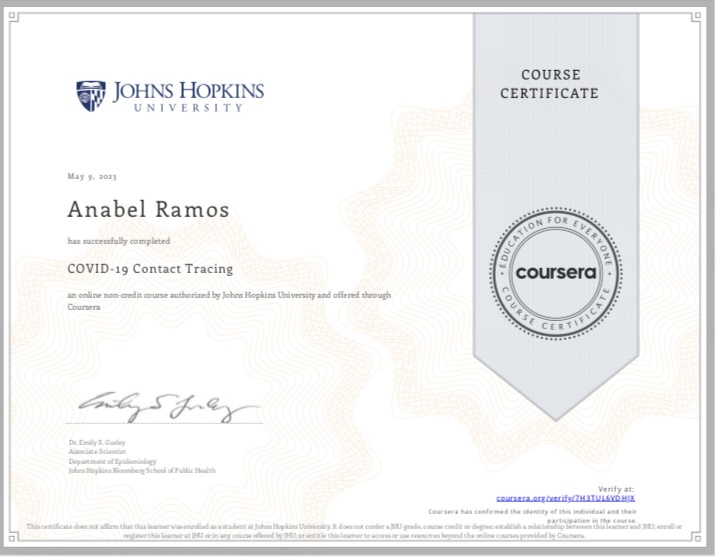 JOHNS HOPKINS
UNIVERSITY
COURSE
CERTIFICATE
May 9, 2023
Anabel Ramos
has successfully completed
COVID-19 Contact Tracing
an online non-credit course authorized by Johns Hopkins University and offered through
Coursera
EDUCATION FOR EVERYONE
coursera
COURSE CERTIFICATE
Dr. Emily S. Gurley
Associate Scientist
Department of Epidemiology
Johns Hopkins Bloomberg School of Public Health
Verify at:
coursera.org/verify/7H3TUL6VDHJX
Coursera has confirmed the identity of this individual and their
participation in the course.
This certificate does not affirm that this learner was enrolled as a student at Johns Hopkins University. It does not confer a JHU grade, course credit or degree; establish a relationship between this learner and JHU; enroll or
register this learner at JHU or in any course offered by JHU; or entitle this learner to access or use resources beyond the online courses provided by Coursera.